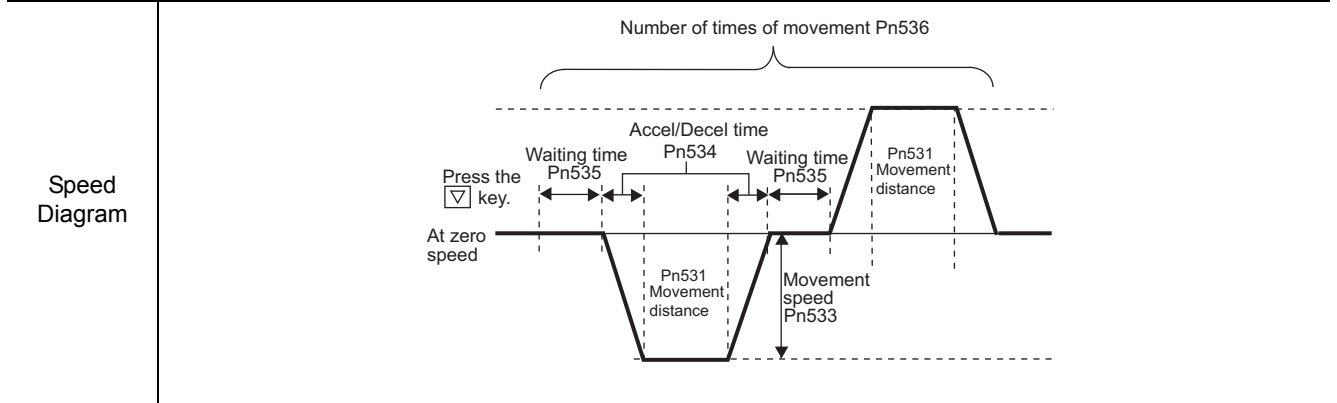 Speed
Diagram
Number of times of movement Pn536
Accel/Decel time
Pn534
Waiting time
Pn535
Waiting time
Pn535
Press the
▽ key.
Pn531
Movement
distance
At zero
speed
Pn531
Movement
distance
Movement
speed
Pn533